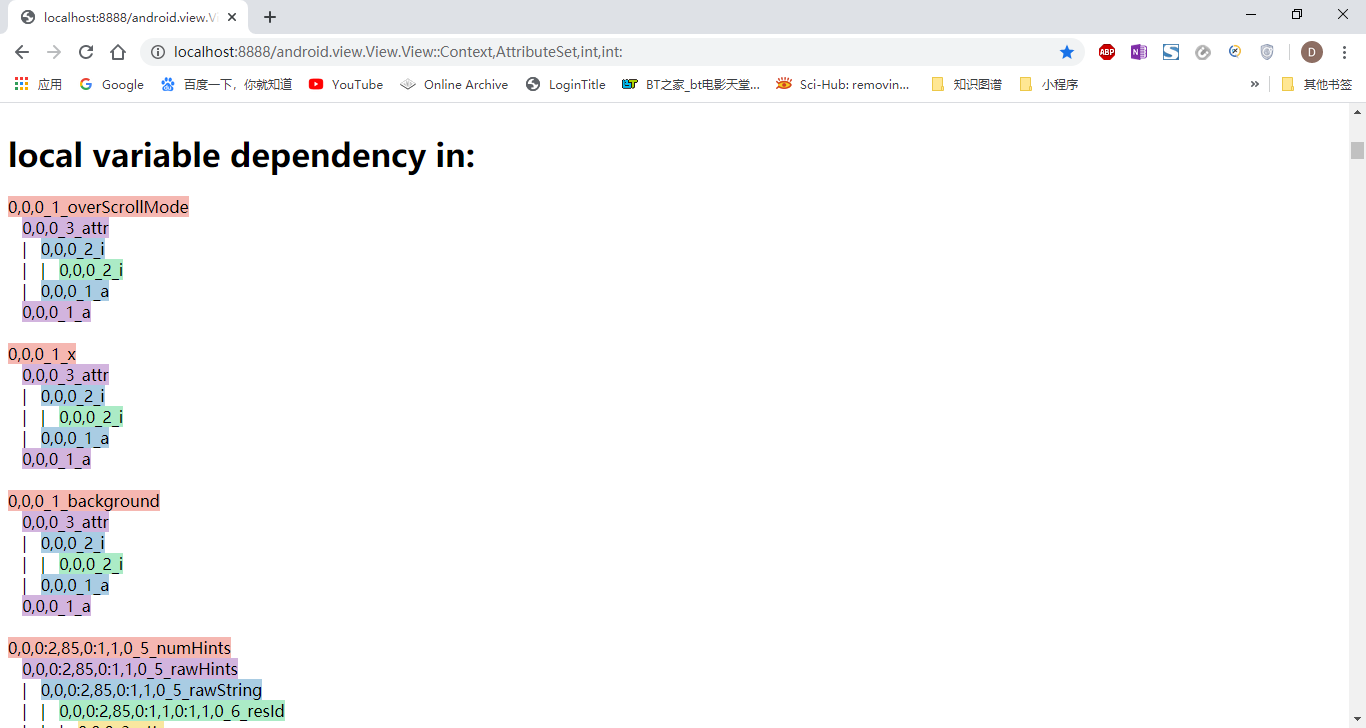 localhost:8888/android.view.Vi
localhost:8888/android.view.View.View::Context,AttributeSet,int,int:
ABP
D
应用
Google
百度一下，你就知道
YouTube
Online Archive
LoginTitle
BT之家_bt电影天堂...
Sci-Hub: removin...
知识图谱
小程序
»
其他书签
local variable dependency in:
0,0,0_1_overScrollMode
0,0,0_3_attr
| 0,0,0_2_i
| | 0,0,0_2_i
| 0,0,0_1_a
0,0,0_1_a
0,0,0_1_x
0,0,0_3_attr
| 0,0,0_2_i
| | 0,0,0_2_i
| 0,0,0_1_a
0,0,0_1_a
0,0,0_1_background
0,0,0_3_attr
| 0,0,0_2_i
| | 0,0,0_2_i
| 0,0,0_1_a
0,0,0_1_a
0,0,0:2,85,0:1,1,0_5_numHints
0,0,0:2,85,0:1,1,0_5_rawHints
| 0,0,0:2,85,0:1,1,0_5_rawString
| | 0,0,0:2,85,0:1,1,0:1,1,0_6_resId